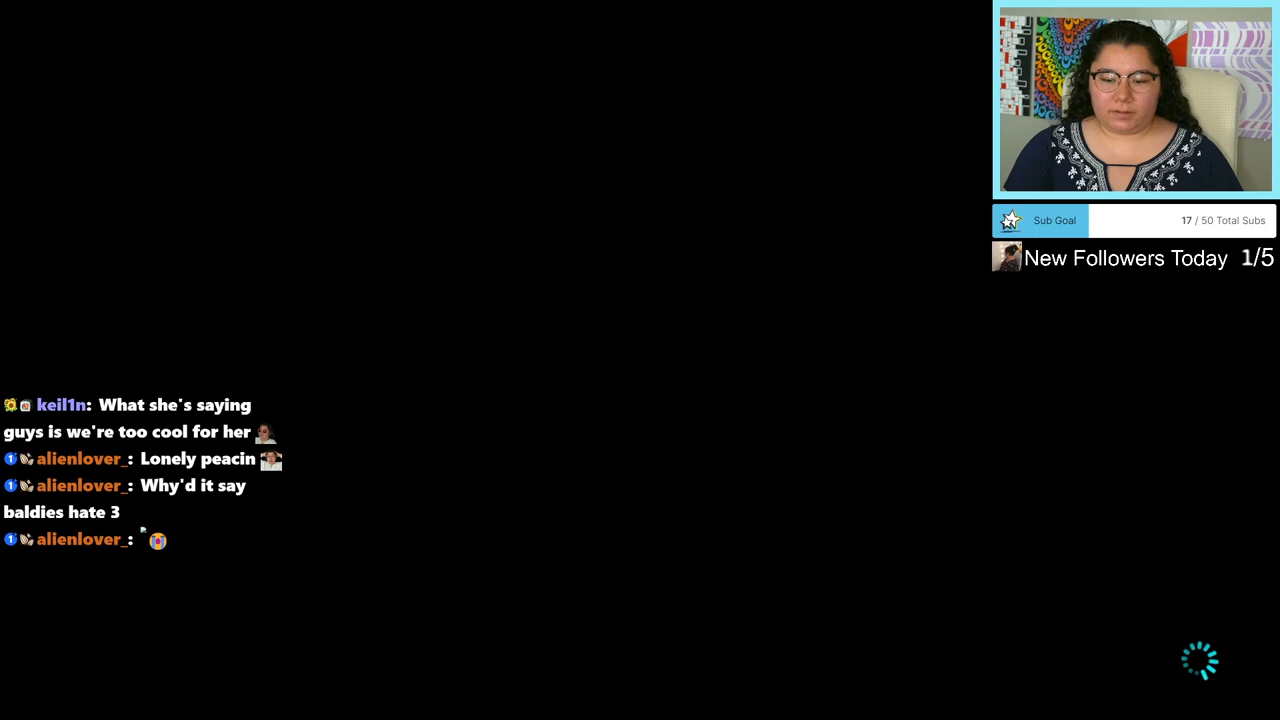 Sub Goal 17 / 50 Total Subs
New Followers Today 1/5
keil1n: What she's saying
guys is we're too cool for her
alienlover_: Lonely peacin
alienlover_: Why'd it say
baldies hate 3
alienlover_: